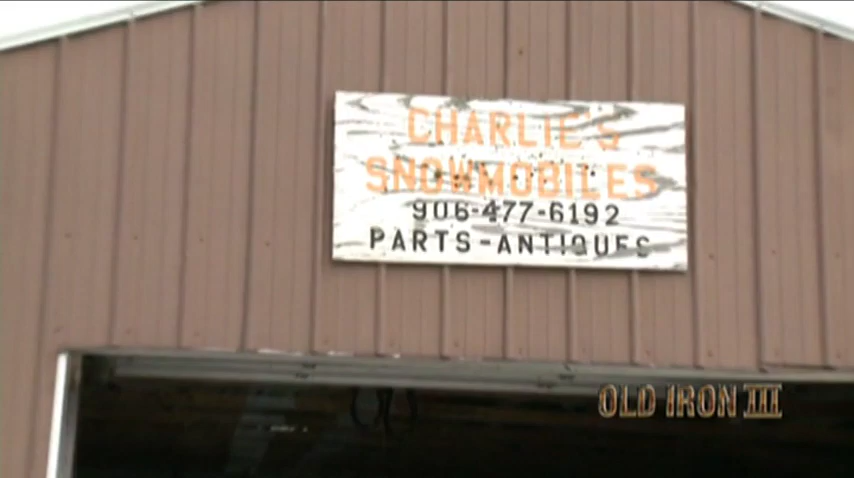 CHARLIE'S
SNOWMOBILES
906-477-6192
PARTS-ANTIQUES
OLD IRON III